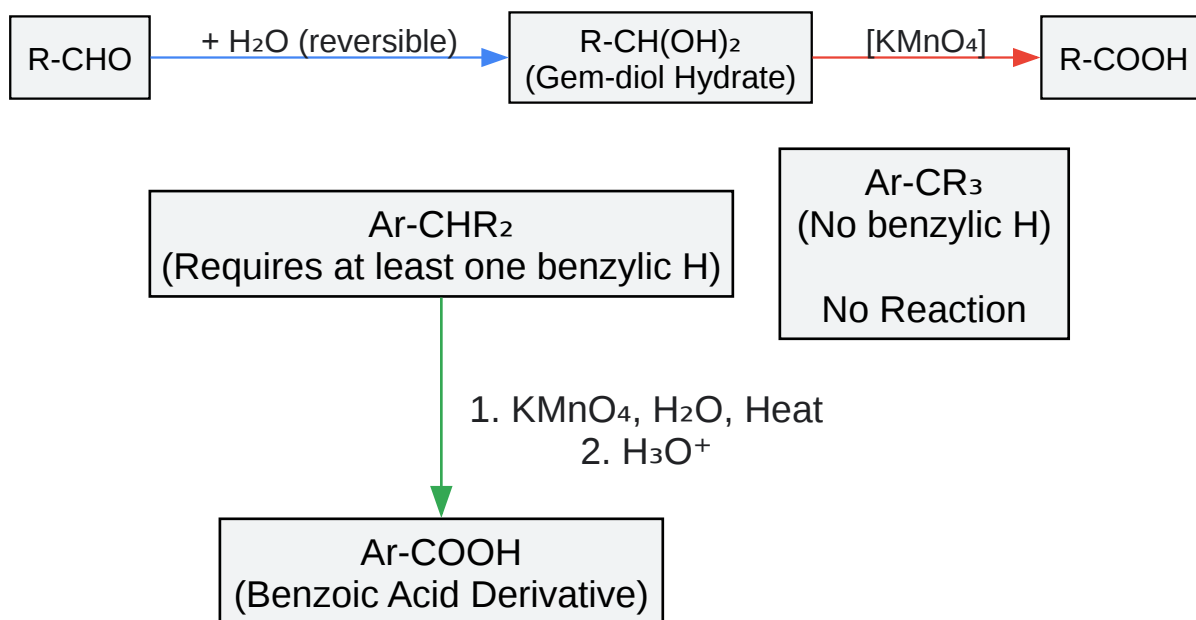 R-CHO
+ H₂O (reversible)
R-CH(OH)₂
(Gem-diol Hydrate)
[KMnO₄]
R-COOH
Ar-CR₃
(No benzylic H)
No Reaction
Ar-CHR₂
(Requires at least one benzylic H)
1. KMnO₄, H₂O, Heat
2. H₃O⁺
Ar-COOH
(Benzoic Acid Derivative)